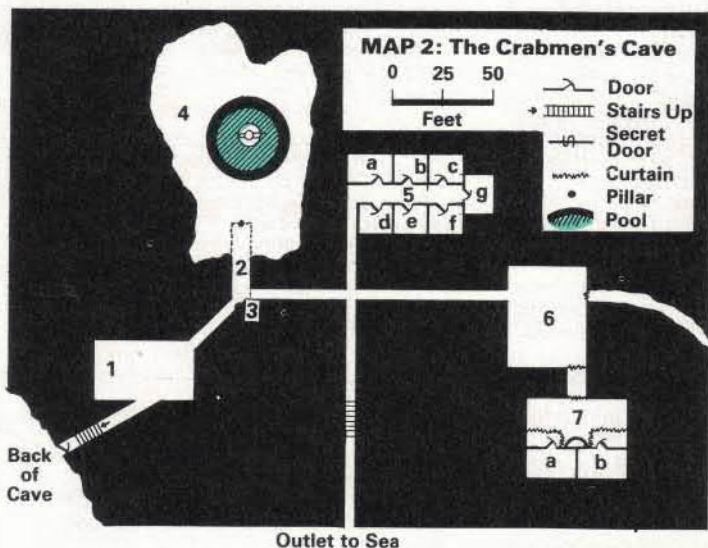 MAP 2: The Crabmen's Cave
0 25 50
Feet
Door
Stairs Up
Secret
Door
Curtain
Pillar
Pool
4
a b c
5 g
d e f
2
3
6
1
7
a b
Back
of
Cave
Outlet to Sea